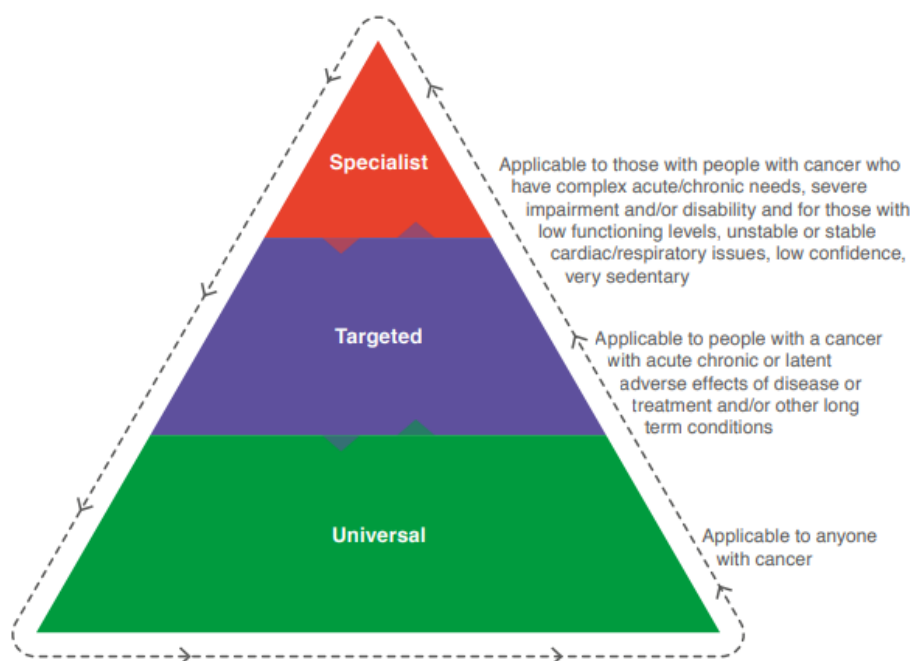 Specialist
Applicable to those with people with cancer who
have complex acute/chronic needs, severe
impairment and/or disability and for those with
low functioning levels, unstable or stable
cardiac/respiratory issues, low confidence,
very sedentary
Targeted
Applicable to people with a cancer
with acute chronic or latent
adverse effects of disease or
treatment and/or other long
term conditions
Universal
Applicable to anyone
with cancer